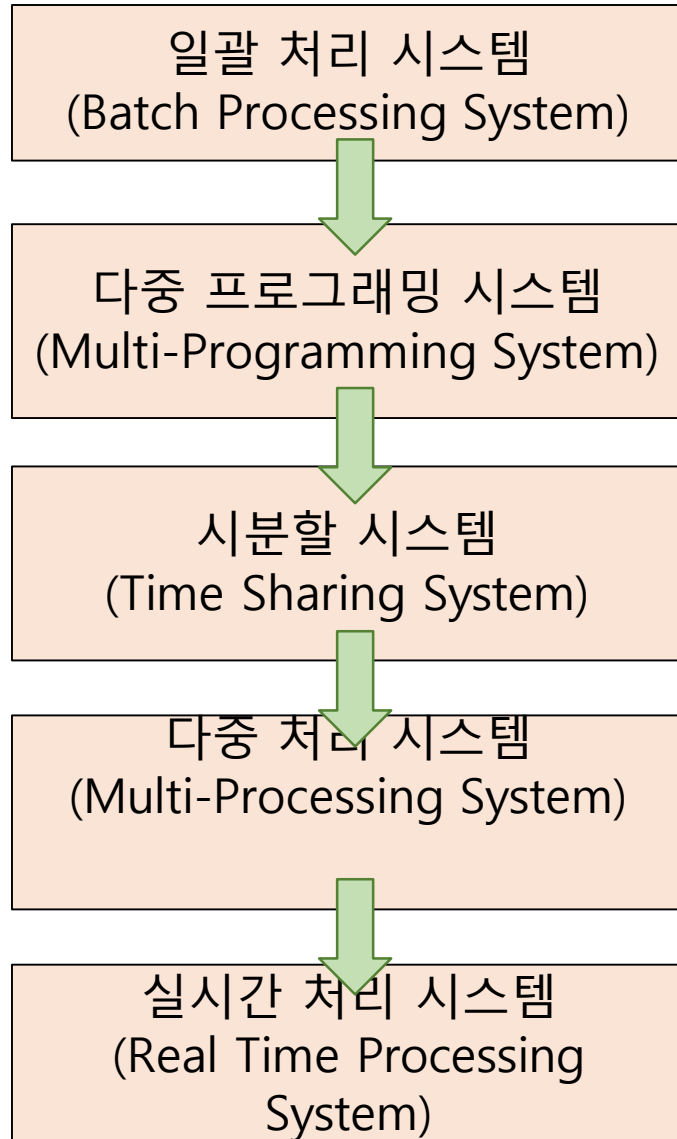 일괄 처리 시스템
(Batch Processing System)
다중 프로그래밍 시스템
(Multi-Programming System)
시분할 시스템
(Time Sharing System)
다중 처리 시스템
(Multi-Processing System)
실시간 처리 시스템
(Real Time Processing
System)